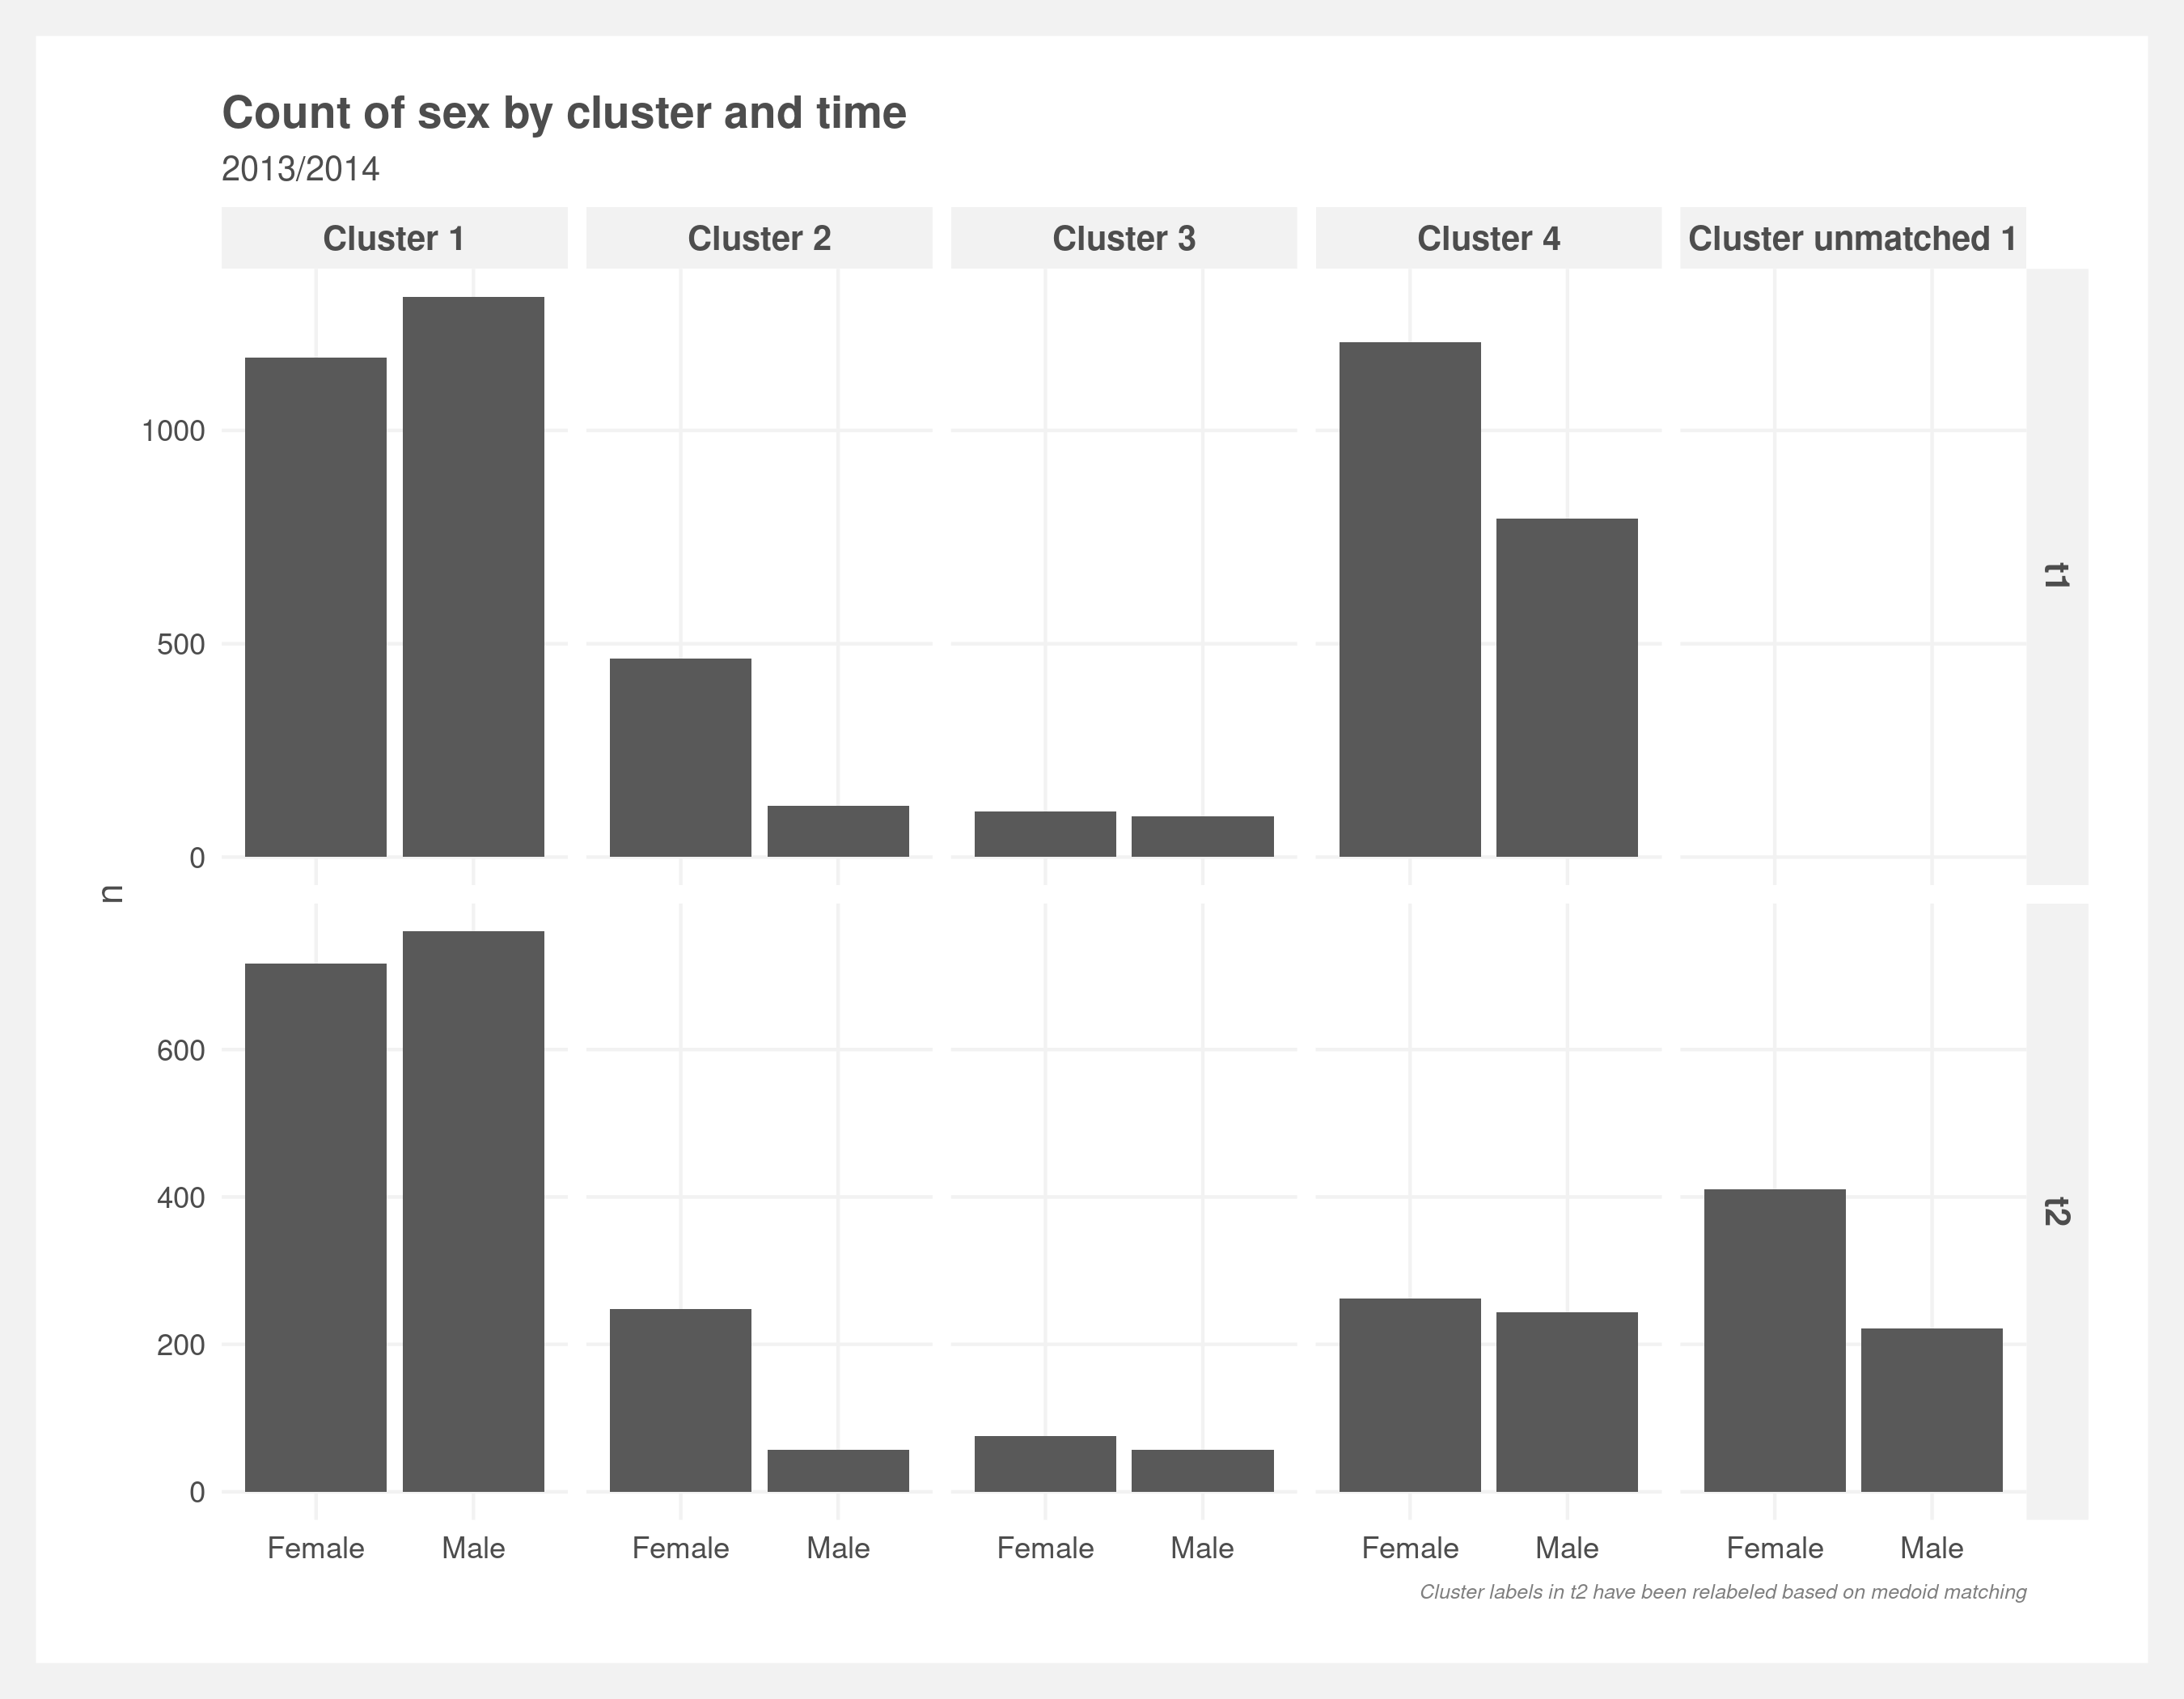 Count of sex by cluster and time
2013/2014
Cluster 1 Cluster 2 Cluster 3 Cluster 4 Cluster unmatched 1
1000
500
0
t1
n
600
400
200
0
t2
Female Male Female Male Female Male Female Male Female Male
Cluster labels in t2 have been relabeled based on medoid matching